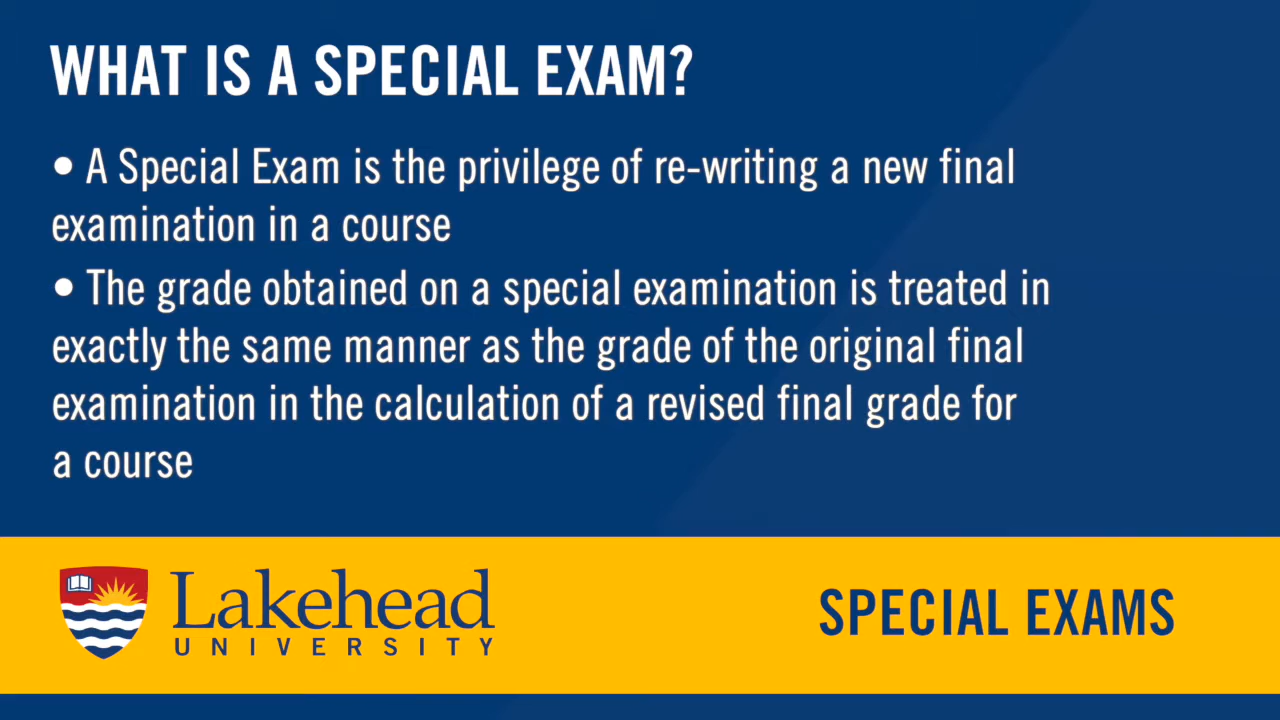 WHAT IS A SPECIAL EXAM?
• A Special Exam is the privilege of re-writing a new final
examination in a course
• The grade obtained on a special examination is treated in
exactly the same manner as the grade of the original final
examination in the calculation of a revised final grade for
a course
Lakehead
UNIVERSITY
SPECIAL EXAMS